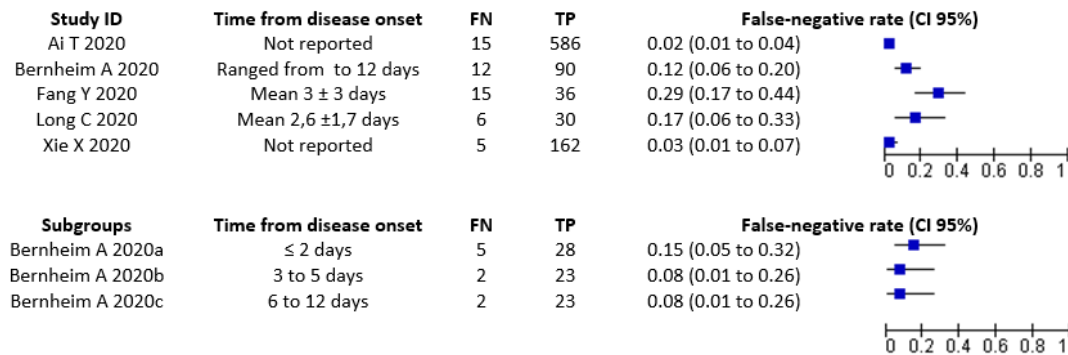 Study ID Time from disease onset FN TP False-negative rate (CI 95%)
Ai T 2020 Not reported 15 586 0.02 (0.01 to 0.04)
Bernheim A 2020 Ranged from  to 12 days 12 90 0.12 (0.06 to 0.20)
Fang Y 2020 Mean 3 ± 3 days 15 36 0.29 (0.17 to 0.44)
Long C 2020 Mean 2,6 ±1,7 days 6 30 0.17 (0.06 to 0.33)
Xie X 2020 Not reported 5 162 0.03 (0.01 to 0.07)
0 0.2 0.4 0.6 0.8 1
Subgroups Time from disease onset FN TP False-negative rate (CI 95%)
Bernheim A 2020a ≤ 2 days 5 28 0.15 (0.05 to 0.32)
Bernheim A 2020b 3 to 5 days 2 23 0.08 (0.01 to 0.26)
Bernheim A 2020c 6 to 12 days 2 23 0.08 (0.01 to 0.26)
0 0.2 0.4 0.6 0.8 1